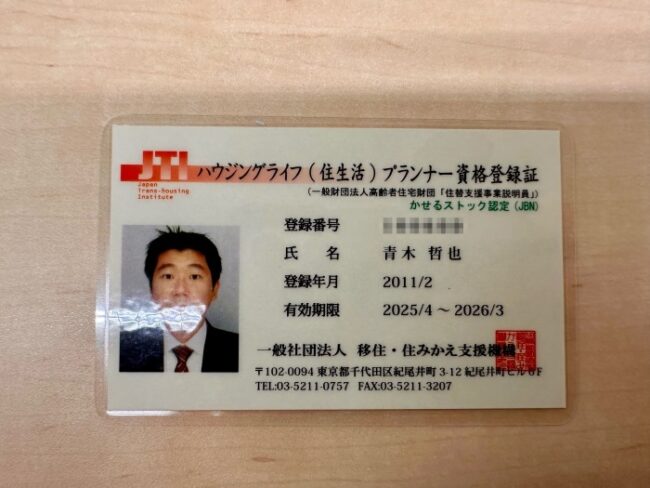 JTI
Japan
Trans-housing
Institute
ハウジングライフ(住生活)プランナー資格登録証
(一般財団法人高齢者住宅財団「住替支援事業説明員」)
かせるストック認定(JBN)
登録番号
氏 名 青木 哲也
登録年月 2011/2
有効期限 2025/4 ~ 2026/3
一般社団法人 移住・住みかえ支援機構
〒102-0094 東京都千代田区紀尾井町 3-12 紀尾井町ビル 6F
TEL:03-5211-0757 FAX:03-5211-3207